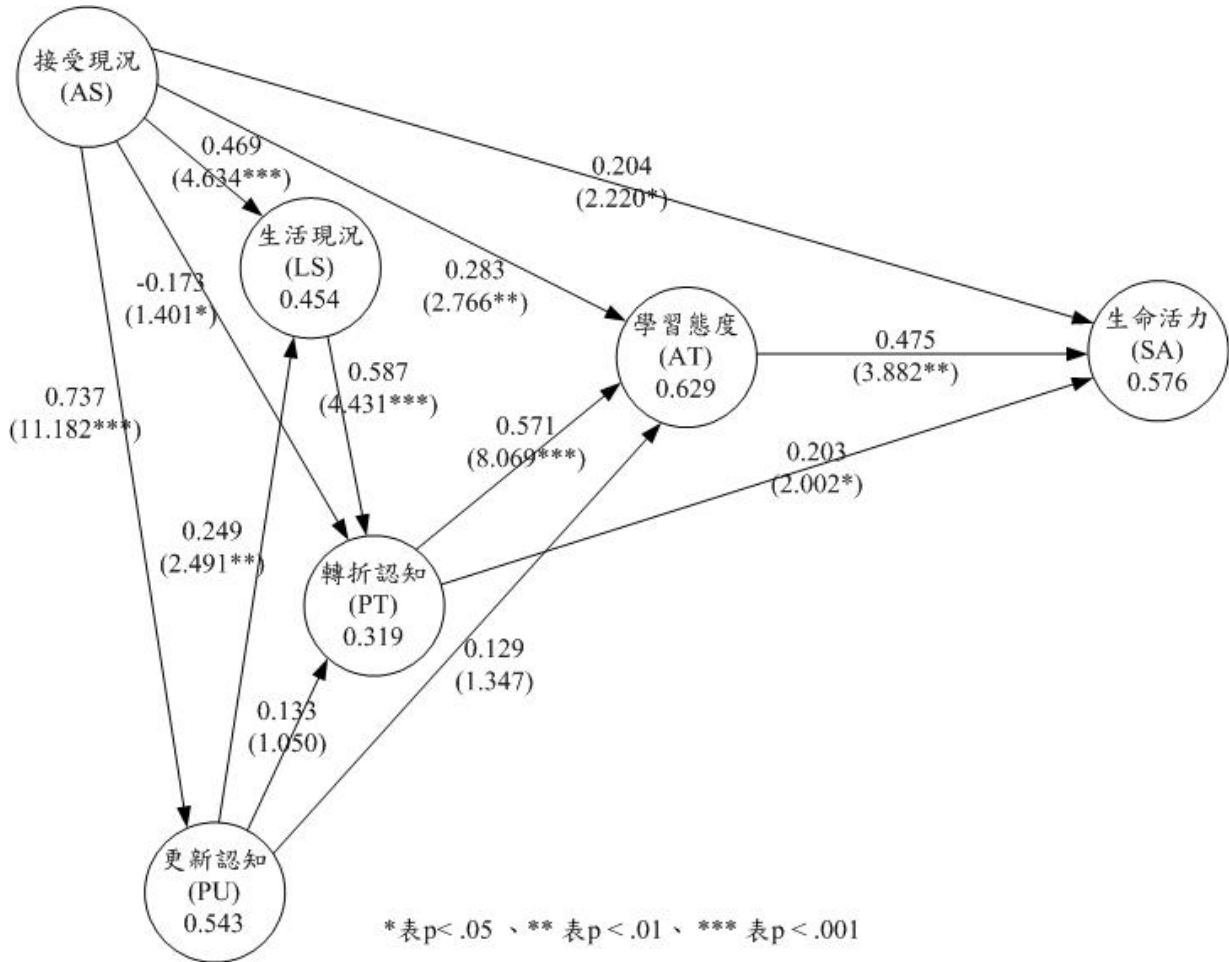 接受現況
(AS)
0.469
(4.634***)
0.204
(2.220*)
生活現況
(LS)
0.454
-0.173
(1.401*)
0.283
(2.766**)
學習態度
(AT)
0.629
0.475
(3.882**)
生命活力
(SA)
0.576
0.737
(11.182***)
0.587
(4.431***)
0.571
(8.069***)
0.203
(2.002*)
0.249
(2.491**)
轉折認知
(PT)
0.319
0.129
(1.347)
0.133
(1.050)
更新認知
(PU)
0.543
*表p< .05 、** 表p < .01、 *** 表p < .001